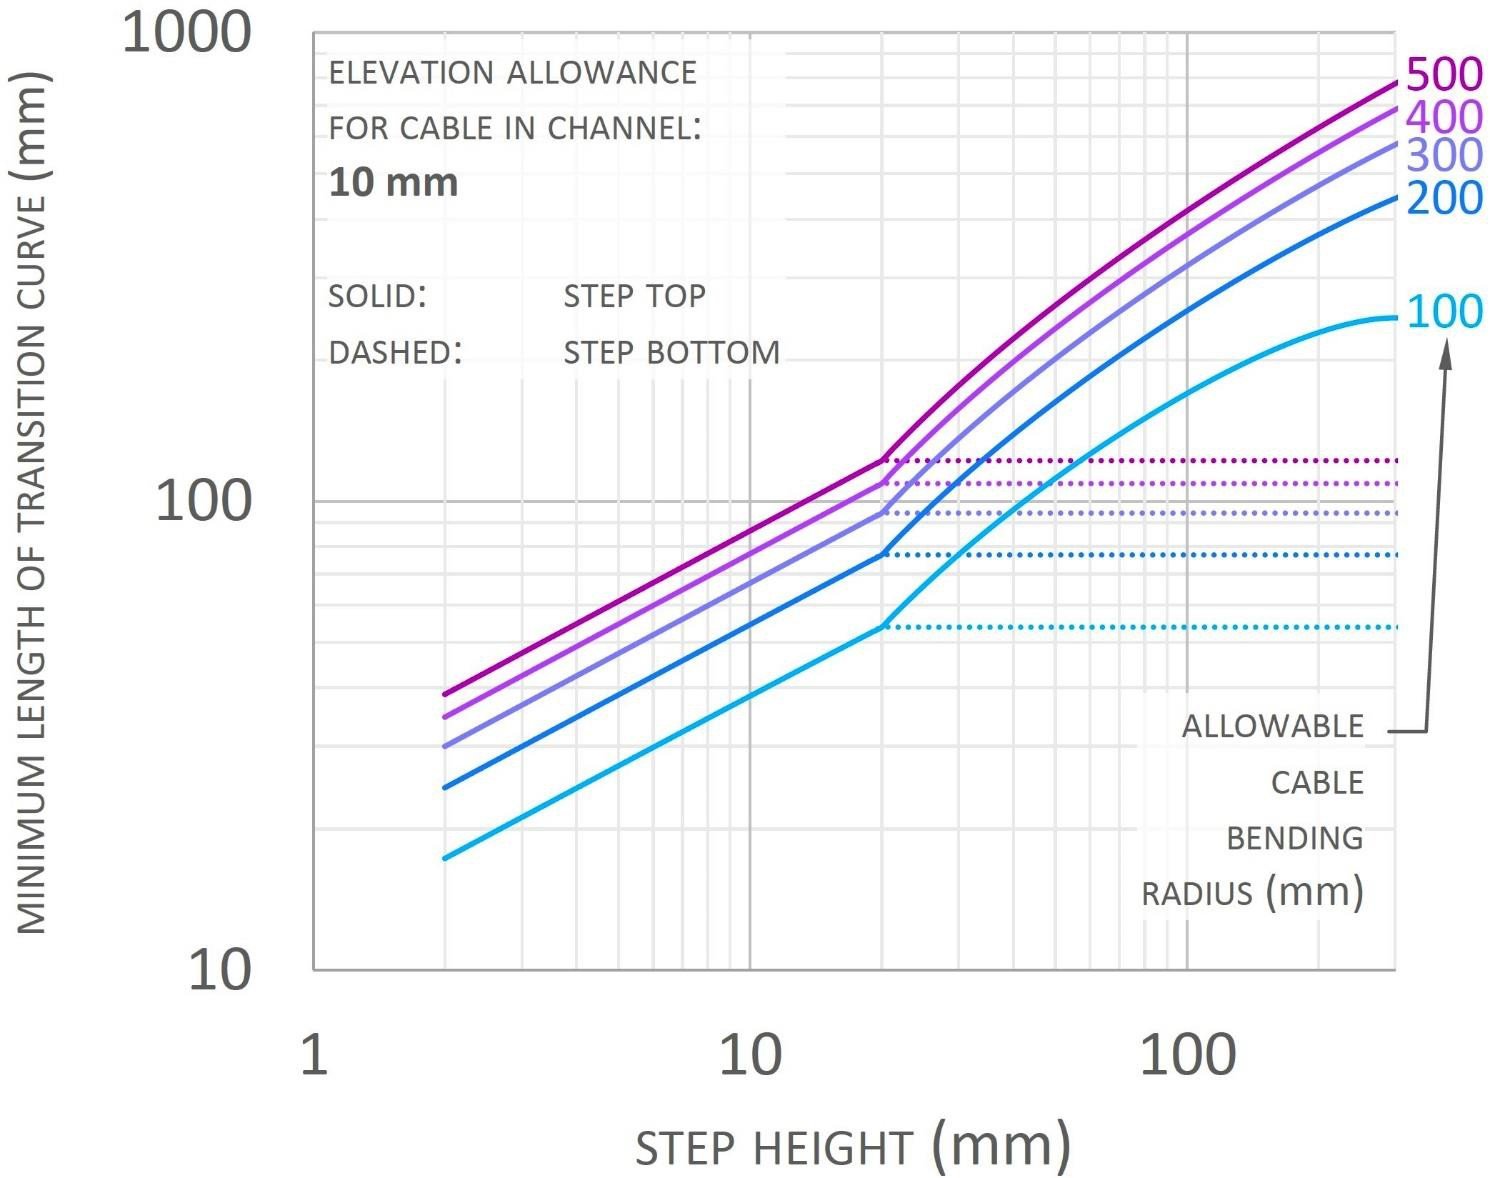 1000
ELEVATION ALLOWANCE
FOR CABLE IN CHANNEL:
10 mm
SOLID: STEP TOP
DASHED: STEP BOTTOM
500
400
300
200
100
MINIMUM LENGTH OF TRANSITION CURVE (mm)
100
ALLOWABLE
CABLE
BENDING
RADIUS (mm)
10
1 10 100
STEP HEIGHT (mm)